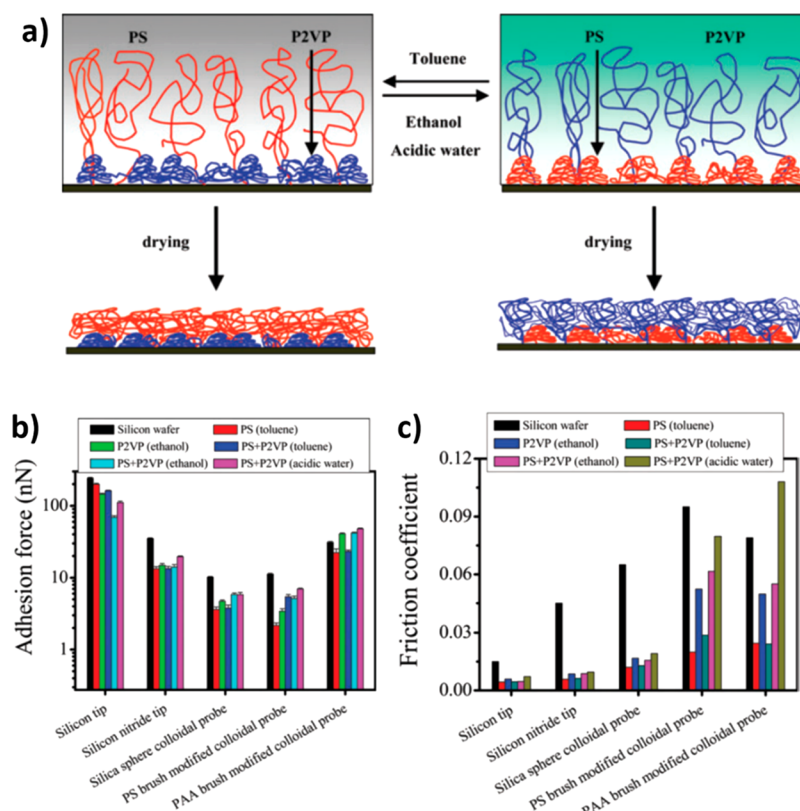 a)
PS P2VP
Toluene
Ethanol
Acidic water
PS P2VP
drying
drying
b)
Silicon wafer PS (toluene)
P2VP (ethanol) PS+P2VP (toluene)
PS+P2VP (ethanol) PS+P2VP (acidic water)
Adhesion force (nN)
100
10
1
Silicon tip
Silicon nitride tip
Silica sphere colloidal probe
PS brush modified colloidal probe
PAA brush modified colloidal probe
c)
Silicon wafer PS (toluene)
P2VP (ethanol) PS+P2VP (toluene)
PS+P2VP (ethanol) PS+P2VP (acidic water)
Friction coefficient
0.12
0.09
0.06
0.03
0.00
Silicon tip
Silicon nitride tip
Silica sphere colloidal probe
PS brush modified colloidal probe
PAA brush modified colloidal probe